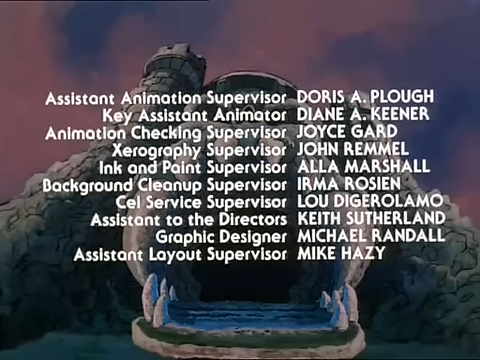 Assistant Animation Supervisor DORIS A. PLOUGH
Key Assistant Animator DIANE A. KEENER
Animation Checking Supervisor JOYCE GARD
Xerography Supervisor JOHN REMMEL
Ink and Paint Supervisor ALLA MARSHALL
Background Cleanup Supervisor IRMA ROSIEN
Cel Service Supervisor LOU DIGEROLAMO
Assistant to the Directors KEITH SUTHERLAND
Graphic Designer MICHAEL RANDALL
Assistant Layout Supervisor MIKE HAZY